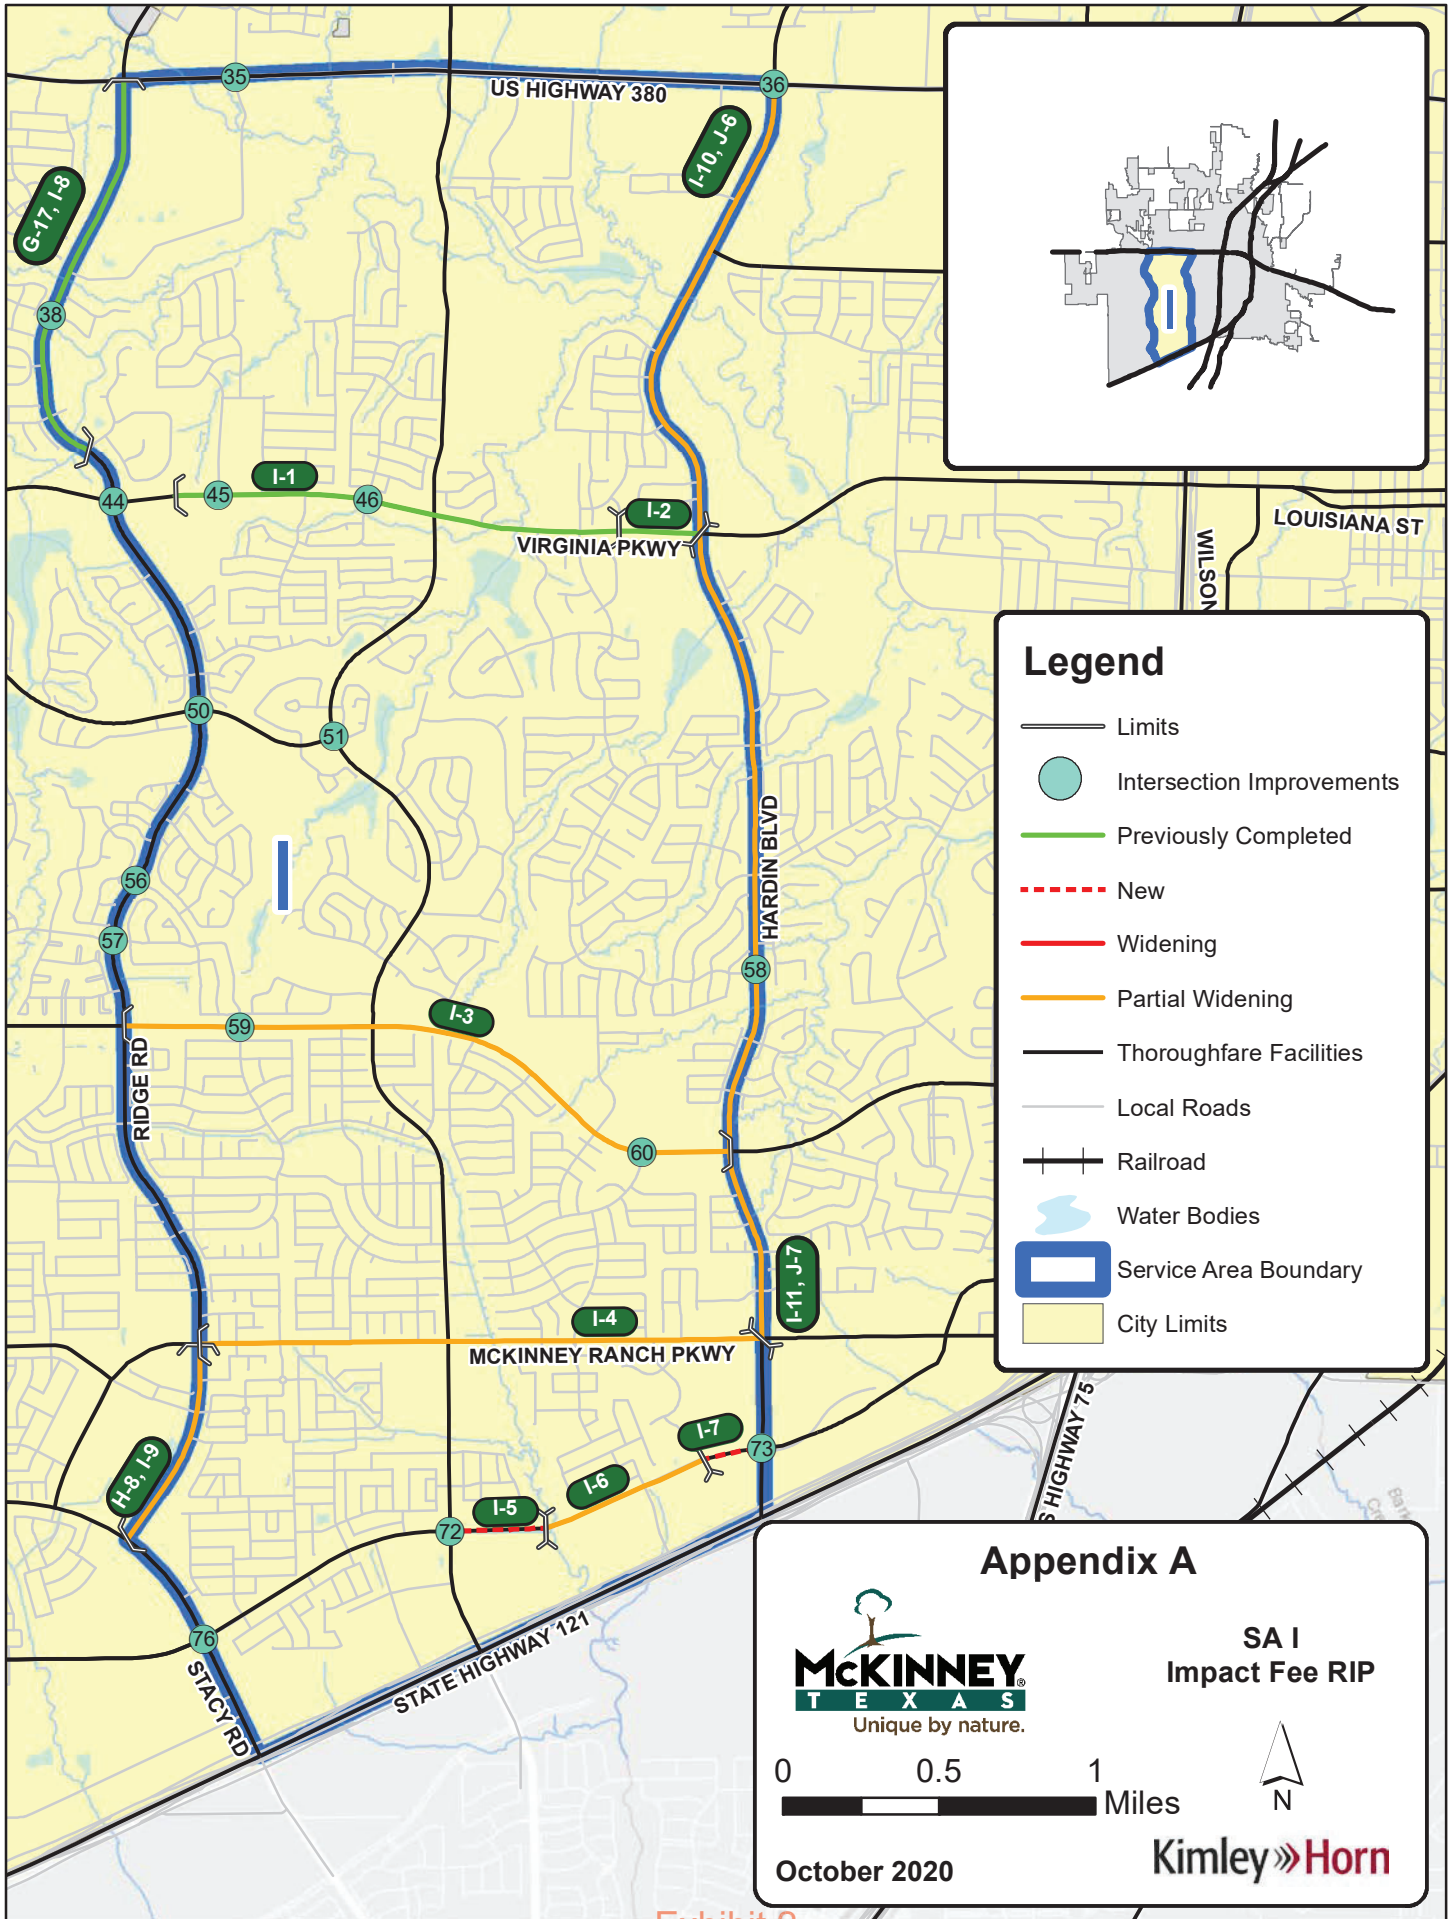 35
36
US HIGHWAY 380
I-10, J-6
G-17, I-8
38
I
I-1
44
45
46
I-2
VIRGINIA PKWY
LOUISIANA ST
WILSON
50
51
56
57
I
HARDIN BLVD
58
I-3
59
RIDGE RD
60
I-11, J-7
I-4
MCKINNEY RANCH PKWY
H-8, I-9
I-7
73
I-6
I-5
72
76
STACY RD
STATE HIGHWAY 121
S HIGHWAY 75
Legend
Limits
Intersection Improvements
Previously Completed
New
Widening
Partial Widening
Thoroughfare Facilities
Local Roads
Railroad
Water Bodies
Service Area Boundary
City Limits
Appendix A
McKINNEY®
TEXAS
Unique by nature.
SA I
Impact Fee RIP
0 0.5 1
Miles
N
October 2020
Kimley»Horn